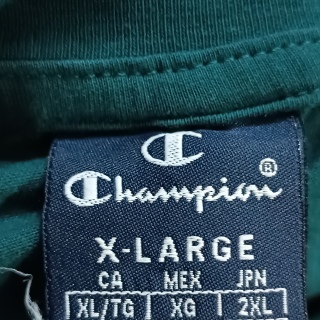 C
Champion®
X-LARGE
CA MEX JPN
XL/TG XG 2XL